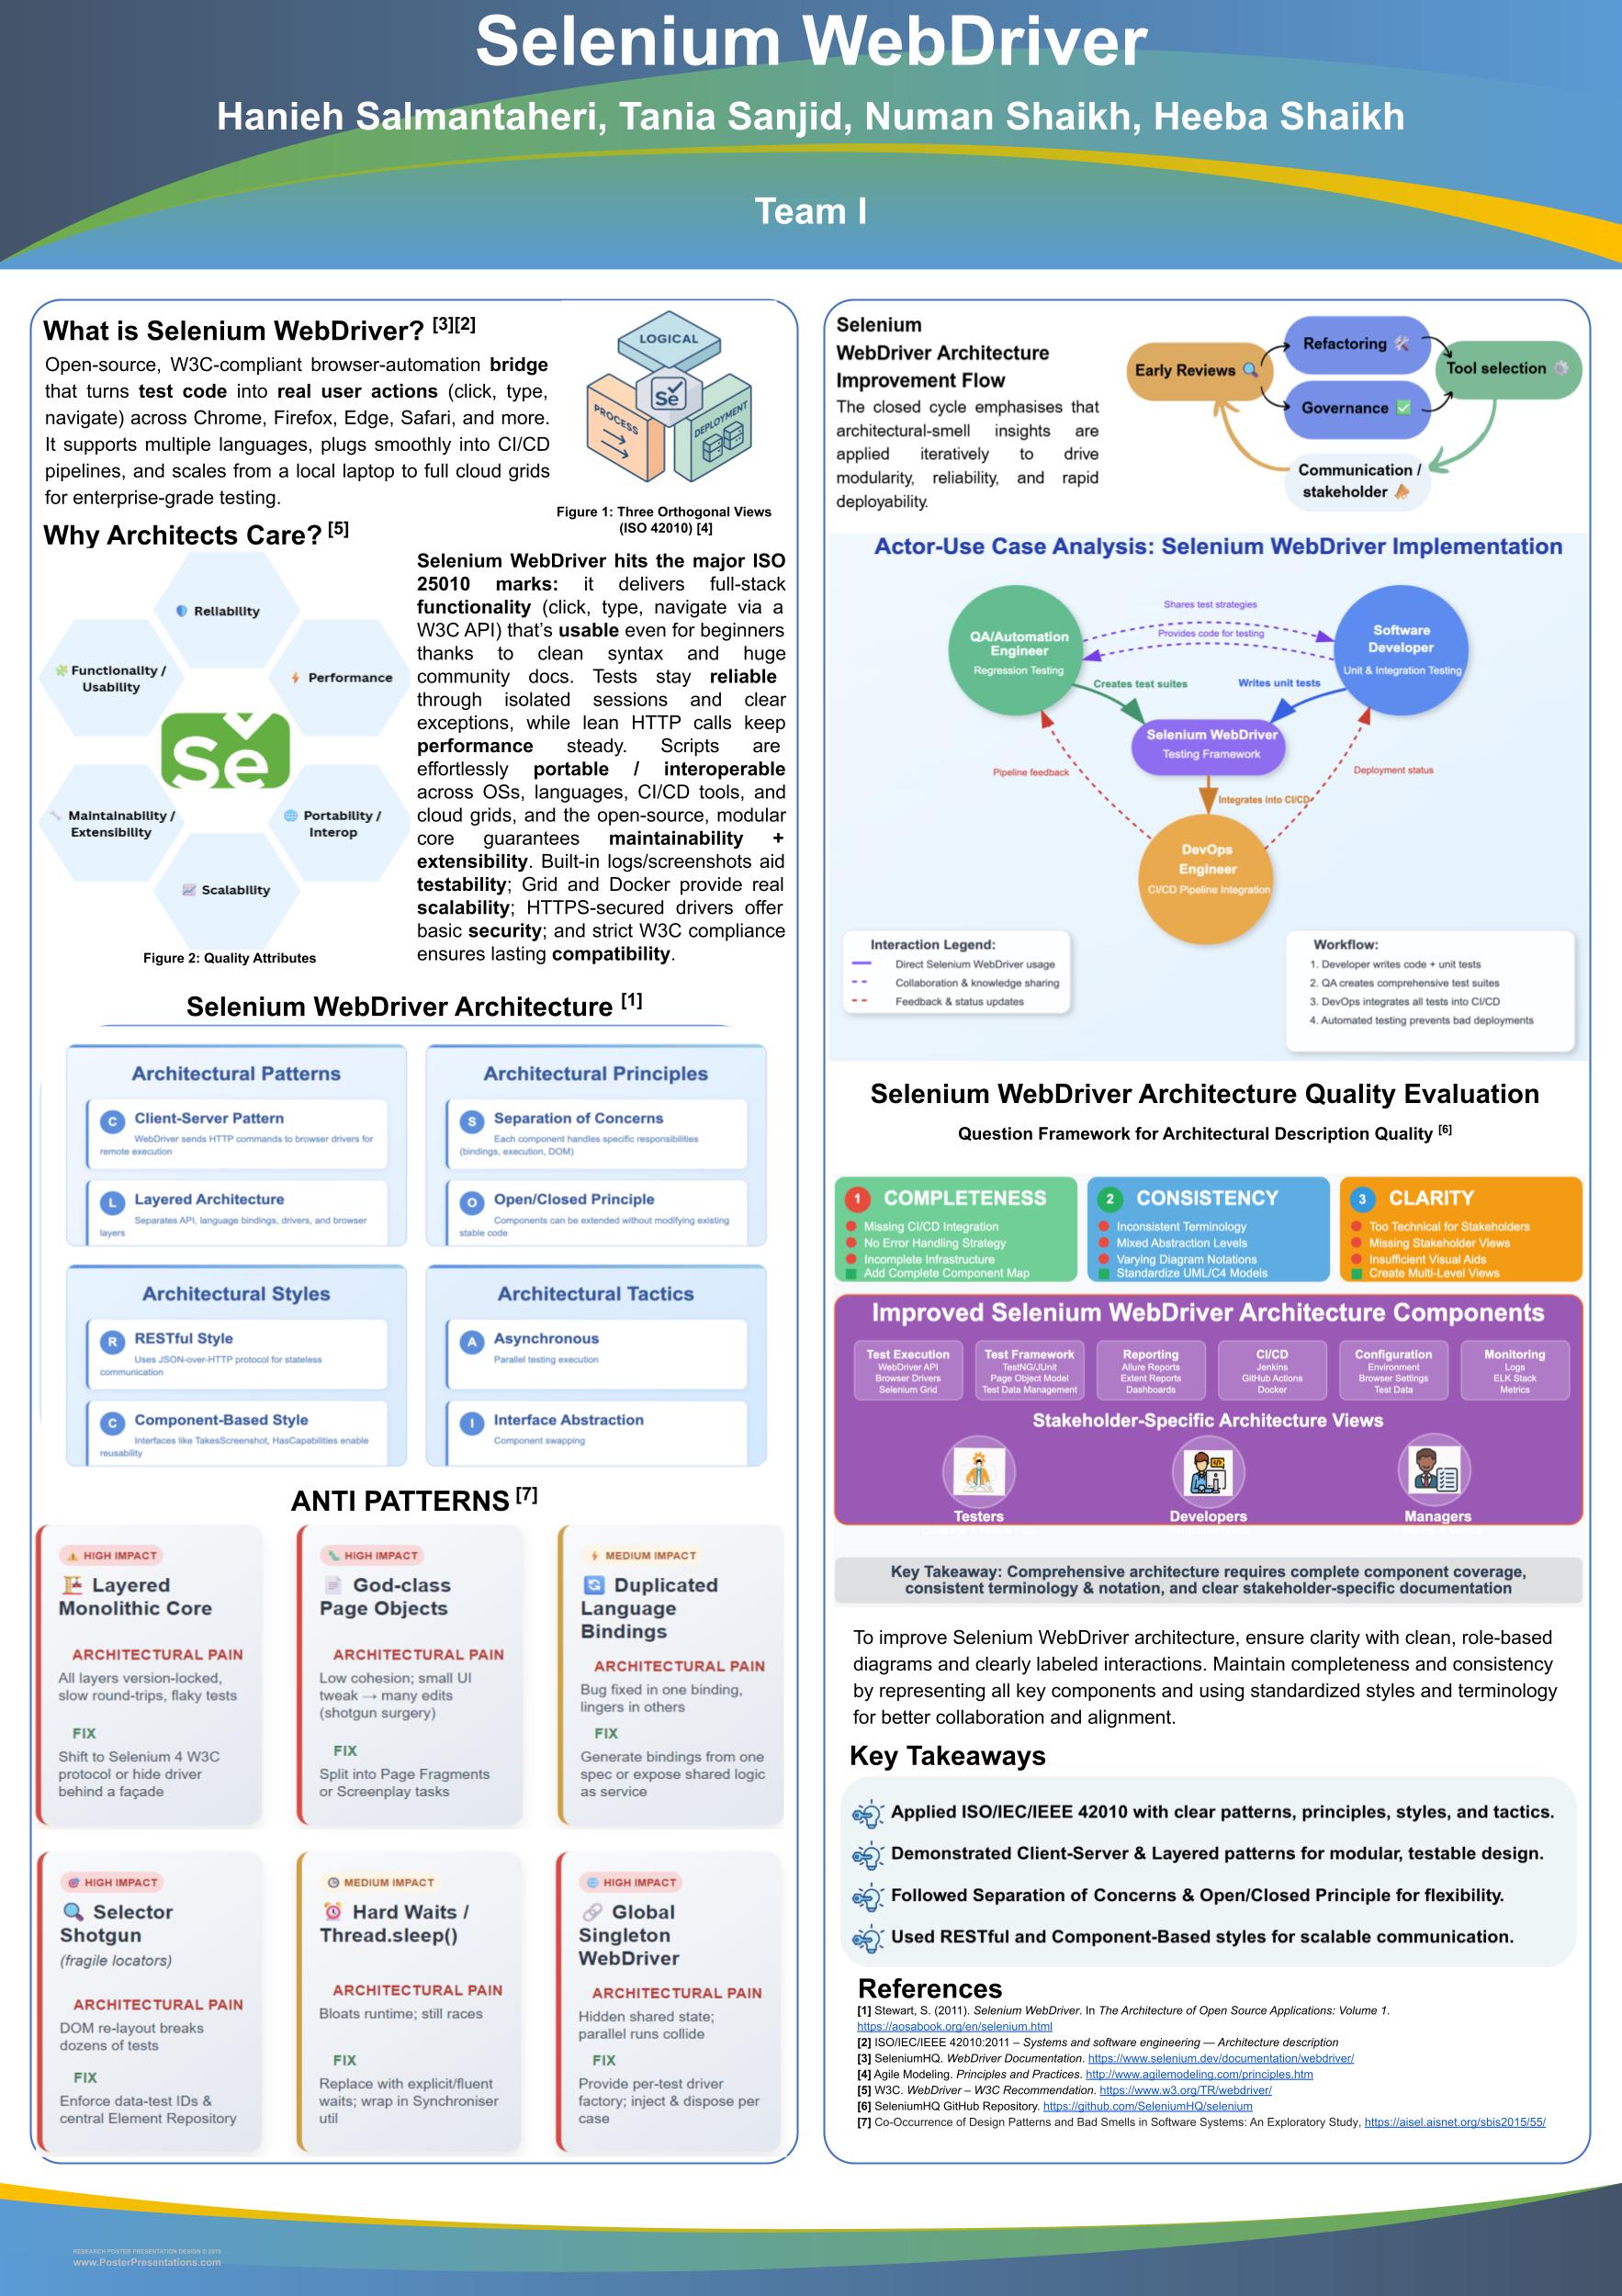 Selenium WebDriver
Hanieh Salmantaheri, Tania Sanjid, Numan Shaikh, Heeba Shaikh
Team I
What is Selenium WebDriver? [3][2]
Open-source, W3C-compliant browser-automation bridge
that turns test code into real user actions (click, type,
navigate) across Chrome, Firefox, Edge, Safari, and more.
It supports multiple languages, plugs smoothly into CI/CD
pipelines, and scales from a local laptop to full cloud grids
for enterprise-grade testing.
LOGICAL
Se
PROCESS
DEPLOYMENT
Figure 1: Three Orthogonal Views
(ISO 42010) [4]
Why Architects Care? [5]
Reliability
Functionality /
Usability
Performance
Se
Maintainability /
Extensibility
Portability /
Interop
Scalability
Figure 2: Quality Attributes
Selenium WebDriver hits the major ISO
25010 marks: it delivers full-stack
functionality (click, type, navigate via a
W3C API) that's usable even for beginners
thanks to clean syntax and huge
community docs. Tests stay reliable
through isolated sessions and clear
exceptions, while lean HTTP calls keep
performance steady. Scripts are
effortlessly portable / interoperable
across OSs, languages, CI/CD tools, and
cloud grids, and the open-source, modular
core guarantees maintainability +
extensibility. Built-in logs/screenshots aid
testability; Grid and Docker provide real
scalability; HTTPS-secured drivers offer
basic security; and strict W3C compliance
ensures lasting compatibility.
Selenium WebDriver Architecture [1]
Architectural Patterns
C Client-Server Pattern
WebDriver sends HTTP commands to browser drivers for
remote execution
L Layered Architecture
Separates API, language bindings, drivers, and browser
layers
Architectural Principles
S Separation of Concerns
Each component handles specific responsibilities
(bindings, execution, DOM)
O Open/Closed Principle
Components can be extended without modifying existing
stable code
Architectural Styles
R RESTful Style
Uses JSON-over-HTTP protocol for stateless
communication
C Component-Based Style
Interfaces like TakesScreenshot, HasCapabilities enable
reusability
Architectural Tactics
A Asynchronous
Parallel testing execution
I Interface Abstraction
Component swapping
ANTI PATTERNS [7]
HIGH IMPACT
Layered
Monolithic Core
ARCHITECTURAL PAIN
All layers version-locked,
slow round-trips, flaky tests
FIX
Shift to Selenium 4 W3C
protocol or hide driver
behind a façade
HIGH IMPACT
God-class
Page Objects
ARCHITECTURAL PAIN
Low cohesion; small UI
tweak → many edits
(shotgun surgery)
FIX
Split into Page Fragments
or Screenplay tasks
MEDIUM IMPACT
Duplicated
Language
Bindings
ARCHITECTURAL PAIN
Bug fixed in one binding,
lingers in others
FIX
Generate bindings from one
spec or expose shared logic
as service
HIGH IMPACT
Selector
Shotgun
(fragile locators)
ARCHITECTURAL PAIN
DOM re-layout breaks
dozens of tests
FIX
Enforce data-test IDs &
central Element Repository
MEDIUM IMPACT
Hard Waits /
Thread.sleep()
ARCHITECTURAL PAIN
Bloats runtime; still races
FIX
Replace with explicit/fluent
waits; wrap in Synchroniser
util
HIGH IMPACT
Global
Singleton
WebDriver
ARCHITECTURAL PAIN
Hidden shared state;
parallel runs collide
FIX
Provide per-test driver
factory; inject & dispose per
case
Selenium
WebDriver Architecture
Improvement Flow
The closed cycle emphasises that
architectural-smell insights are
applied iteratively to drive
modularity, reliability, and rapid
deployability.
Early Reviews
Refactoring
Governance
Tool selection
Communication /
stakeholder
Actor-Use Case Analysis: Selenium WebDriver Implementation
QA/Automation
Engineer
Regression Testing
Shares test strategies
Provides code for testing
Software
Developer
Unit & Integration Testing
Creates test suites
Writes unit tests
Selenium WebDriver
Testing Framework
Pipeline feedback
Deployment status
Integrates into CI/CD
DevOps
Engineer
CI/CD Pipeline Integration
Interaction Legend:
Direct Selenium WebDriver usage
Collaboration & knowledge sharing
Feedback & status updates
Workflow:
1. Developer writes code + unit tests
2. QA creates comprehensive test suites
3. DevOps integrates all tests into CI/CD
4. Automated testing prevents bad deployments
Selenium WebDriver Architecture Quality Evaluation
Question Framework for Architectural Description Quality [6]
1 COMPLETENESS
Missing CI/CD Integration
No Error Handling Strategy
Incomplete Infrastructure
Add Complete Component Map
2 CONSISTENCY
Inconsistent Terminology
Mixed Abstraction Levels
Varying Diagram Notations
Standardize UML/C4 Models
3 CLARITY
Too Technical for Stakeholders
Missing Stakeholder Views
Insufficient Visual Aids
Create Multi-Level Views
Improved Selenium WebDriver Architecture Components
Test Execution
WebDriver API
Browser Drivers
Selenium Grid
Test Framework
TestNG/JUnit
Page Object Model
Test Data Management
Reporting
Allure Reports
Extent Reports
Dashboards
CI/CD
Jenkins
GitHub Actions
Docker
Configuration
Environment
Browser Settings
Test Data
Monitoring
Logs
ELK Stack
Metrics
Stakeholder-Specific Architecture Views
Testers
Developers
Managers
Key Takeaway: Comprehensive architecture requires complete component coverage,
consistent terminology & notation, and clear stakeholder-specific documentation
To improve Selenium WebDriver architecture, ensure clarity with clean, role-based
diagrams and clearly labeled interactions. Maintain completeness and consistency
by representing all key components and using standardized styles and terminology
for better collaboration and alignment.
Key Takeaways
Applied ISO/IEC/IEEE 42010 with clear patterns, principles, styles, and tactics.
Demonstrated Client-Server & Layered patterns for modular, testable design.
Followed Separation of Concerns & Open/Closed Principle for flexibility.
Used RESTful and Component-Based styles for scalable communication.
References
[1] Stewart, S. (2011). Selenium WebDriver. In The Architecture of Open Source Applications: Volume 1.
https://aosabook.org/en/selenium.html
[2] ISO/IEC/IEEE 42010:2011 – Systems and software engineering — Architecture description
[3] SeleniumHQ. WebDriver Documentation. https://www.selenium.dev/documentation/webdriver/
[4] Agile Modeling. Principles and Practices. http://www.agilemodeling.com/principles.htm
[5] W3C. WebDriver – W3C Recommendation. https://www.w3.org/TR/webdriver/
[6] SeleniumHQ GitHub Repository. https://github.com/SeleniumHQ/selenium
[7] Co-Occurrence of Design Patterns and Bad Smells in Software Systems: An Exploratory Study, https://aisel.aisnet.org/sbis2015/55/
RESEARCH POSTER PRESENTATION DESIGN © 2019
www.PosterPresentations.com